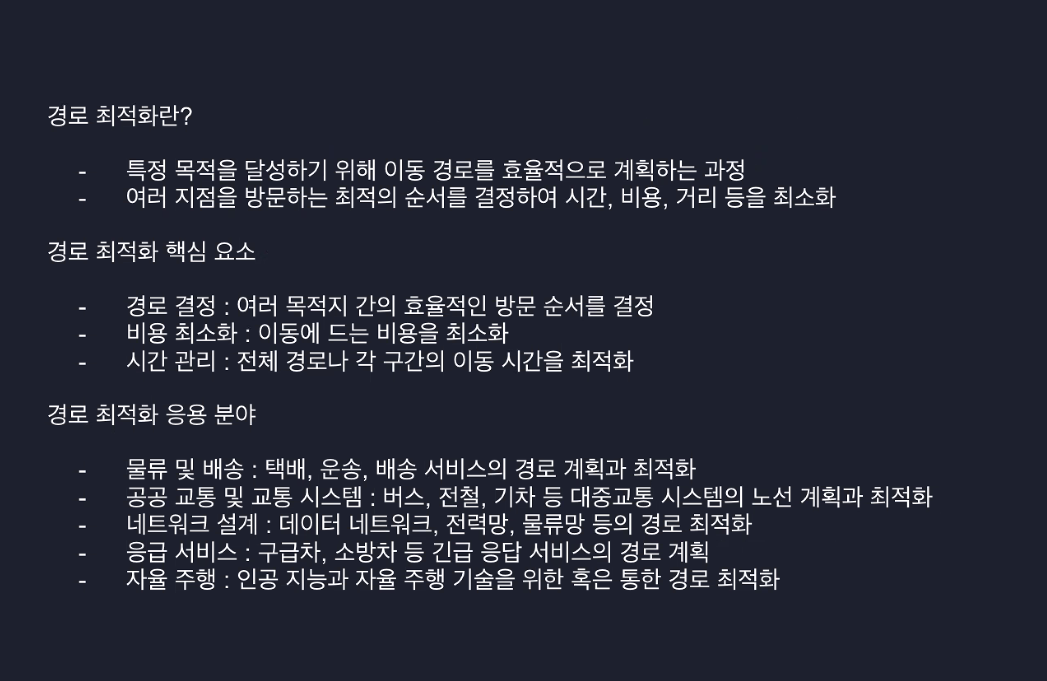 경로 최적화란?
- 특정 목적을 달성하기 위해 이동 경로를 효율적으로 계획하는 과정
- 여러 지점을 방문하는 최적의 순서를 결정하여 시간, 비용, 거리 등을 최소화
경로 최적화 핵심 요소
- 경로 결정 : 여러 목적지 간의 효율적인 방문 순서를 결정
- 비용 최소화 : 이동에 드는 비용을 최소화
- 시간 관리 : 전체 경로나 각 구간의 이동 시간을 최적화
경로 최적화 응용 분야
- 물류 및 배송 : 택배, 운송, 배송 서비스의 경로 계획과 최적화
- 공공 교통 및 교통 시스템 : 버스, 전철, 기차 등 대중교통 시스템의 노선 계획과 최적화
- 네트워크 설계 : 데이터 네트워크, 전력망, 물류망 등의 경로 최적화
- 응급 서비스 : 구급차, 소방차 등 긴급 응답 서비스의 경로 계획
- 자율 주행 : 인공 지능과 자율 주행 기술을 위한 혹은 통한 경로 최적화